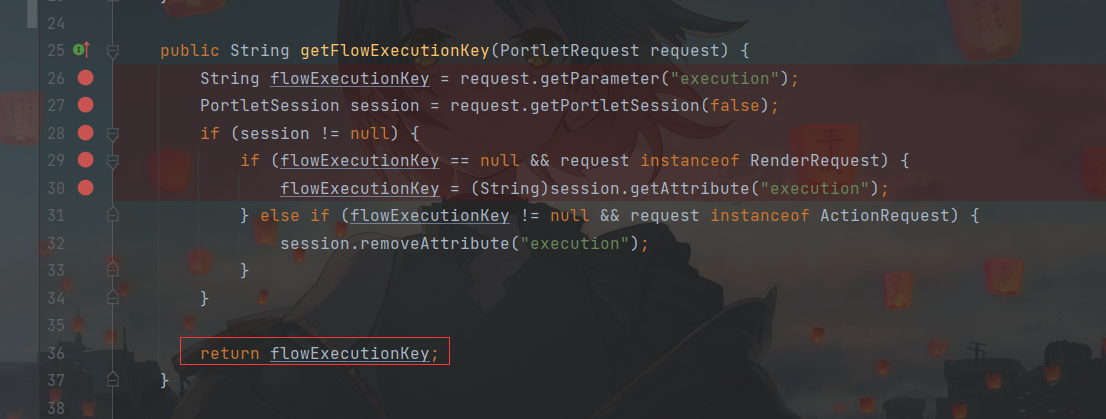 24
25 public String getFlowExecutionKey(PortletRequest request) {
26 String flowExecutionKey = request.getParameter("execution");
27 PortletSession session = request.getPortletSession(false);
28 if (session != null) {
29 if (flowExecutionKey == null && request instanceof RenderRequest) {
30 flowExecutionKey = (String)session.getAttribute("execution");
31 } else if (flowExecutionKey != null && request instanceof ActionRequest) {
32 session.removeAttribute("execution");
33 }
34 }
35
36 return flowExecutionKey;
37 }
38